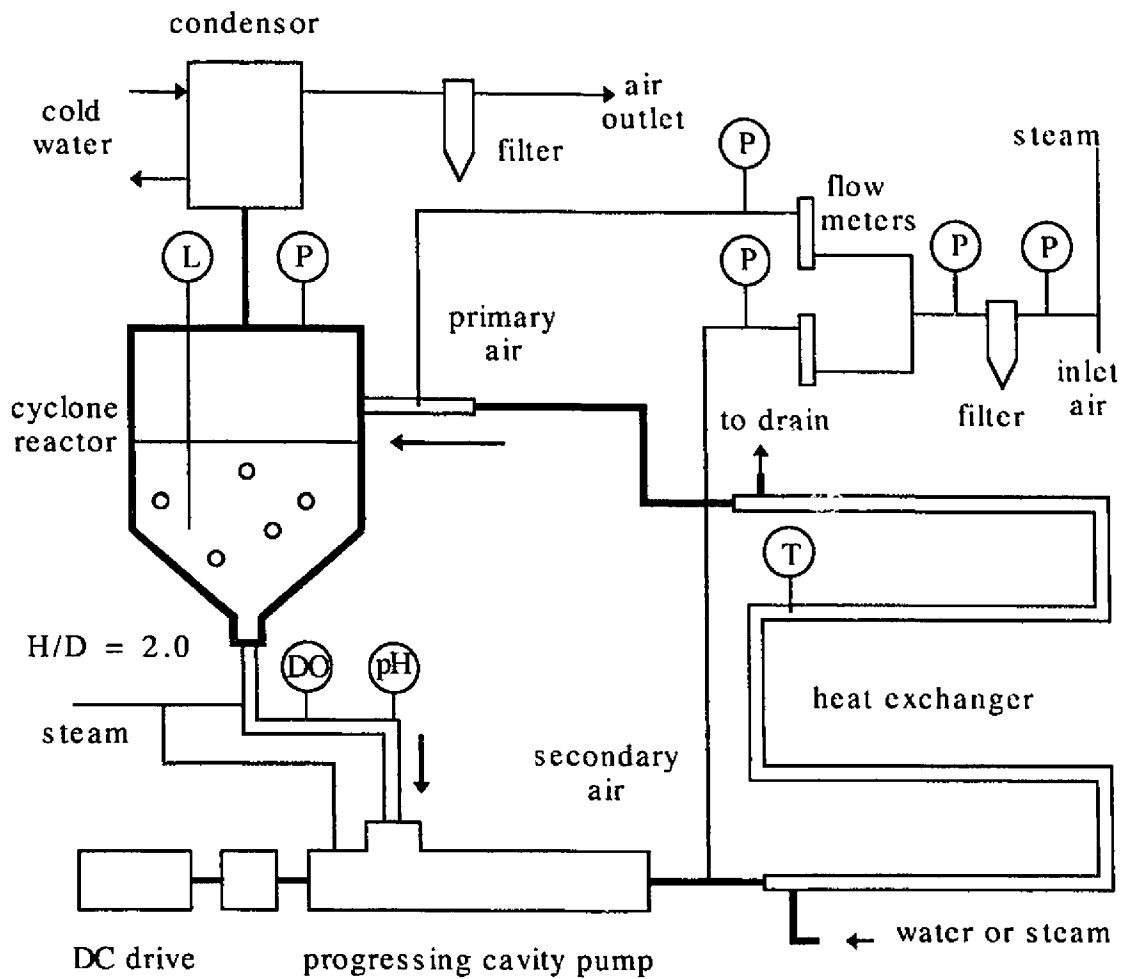 condensor
cold
water
air
outlet
filter
steam
P
flow
meters
L
P
P
P
P
primary
air
inlet
air
filter
cyclone
reactor
to drain
T
H/D = 2.0
DO
pH
heat exchanger
steam
secondary
air
water or steam
DC drive
progressing cavity pump